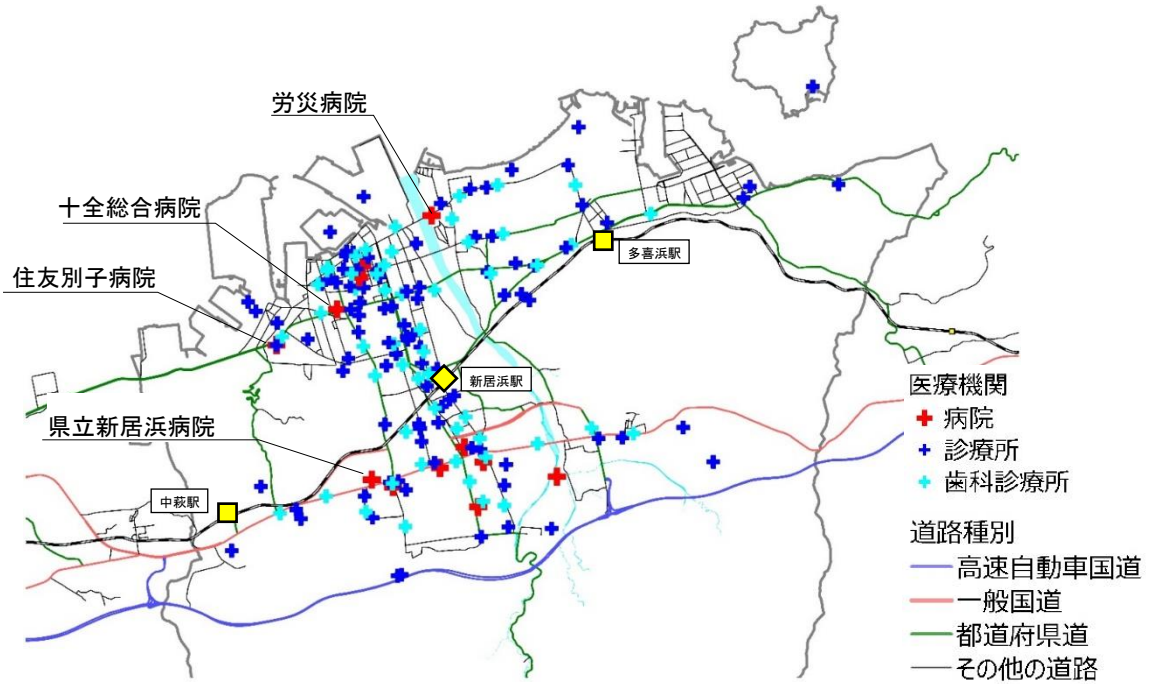 労災病院
十全総合病院
住友別子病院
多喜浜駅
新居浜駅
県立新居浜病院
中萩駅
医療機関
病院
診療所
歯科診療所
道路種別
高速自動車国道
一般国道
都道府県道
その他の道路